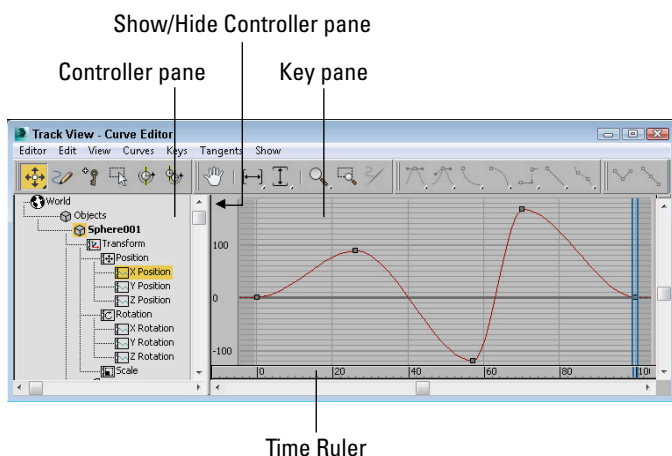 Show/Hide Controller pane
Controller pane
Key pane
Track View - Curve Editor
Editor Edit View Curves Keys Tangents Show
World
Objects
Sphere001
Transform
Position
X Position
Y Position
Z Position
Rotation
X Rotation
Y Rotation
Z Rotation
Scale
100
0
-100
0 20 40 60 80 100
Time Ruler